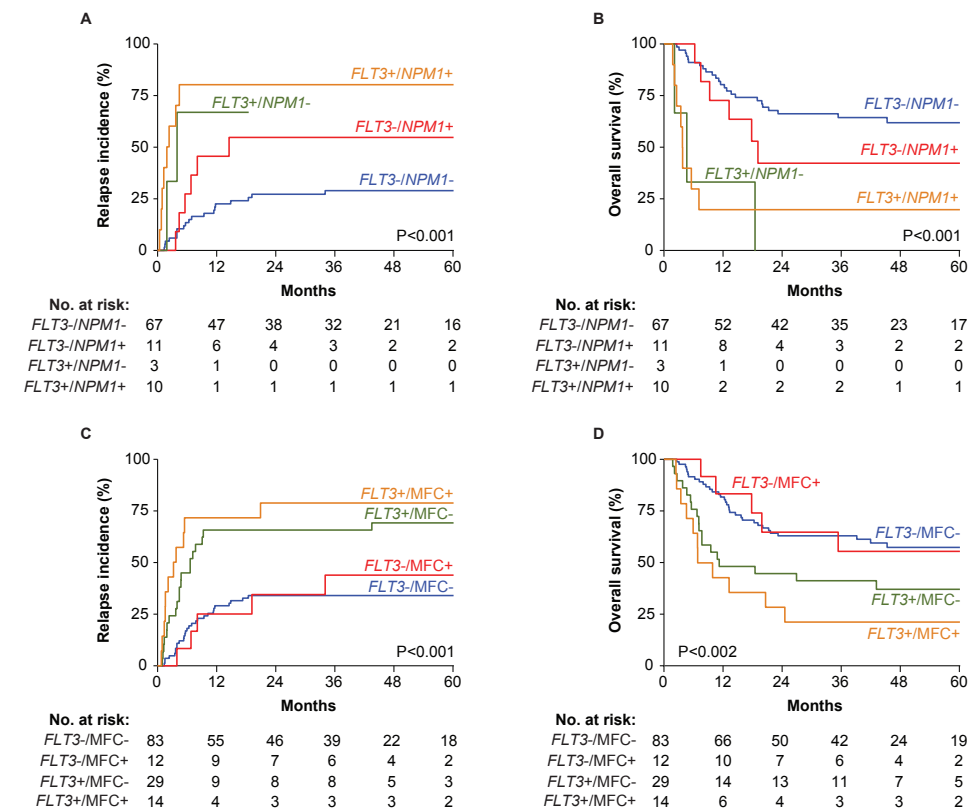 A
Relapse incidence (%)
100
75
50
25
0
FLT3+/NPM1+
FLT3+/NPM1-
FLT3-/NPM1+
FLT3-/NPM1-
P<0.001
0 12 24 36 48 60
Months
No. at risk:
FLT3-/NPM1- 67 47 38 32 21 16
FLT3-/NPM1+ 11 6 4 3 2 2
FLT3+/NPM1- 3 1 0 0 0 0
FLT3+/NPM1+ 10 1 1 1 1 1
B
Overall survival (%)
100
75
50
25
0
FLT3-/NPM1-
FLT3-/NPM1+
FLT3+/NPM1-
FLT3+/NPM1+
P<0.001
0 12 24 36 48 60
Months
No. at risk:
FLT3-/NPM1- 67 52 42 35 23 17
FLT3-/NPM1+ 11 8 4 3 2 2
FLT3+/NPM1- 3 1 0 0 0 0
FLT3+/NPM1+ 10 2 2 2 1 1
C
Relapse incidence (%)
100
75
50
25
0
FLT3+/MFC+
FLT3+/MFC-
FLT3-/MFC+
FLT3-/MFC-
P<0.001
0 12 24 36 48 60
Months
No. at risk:
FLT3-/MFC- 83 55 46 39 22 18
FLT3-/MFC+ 12 9 7 6 4 2
FLT3+/MFC- 29 9 8 8 5 3
FLT3+/MFC+ 14 4 3 3 3 2
D
Overall survival (%)
100
75
50
25
0
FLT3-/MFC+
FLT3-/MFC-
FLT3+/MFC-
FLT3+/MFC+
P<0.002
0 12 24 36 48 60
Months
No. at risk:
FLT3-/MFC- 83 66 50 42 24 19
FLT3-/MFC+ 12 10 7 6 4 2
FLT3+/MFC- 29 14 13 11 7 5
FLT3+/MFC+ 14 6 4 3 3 2